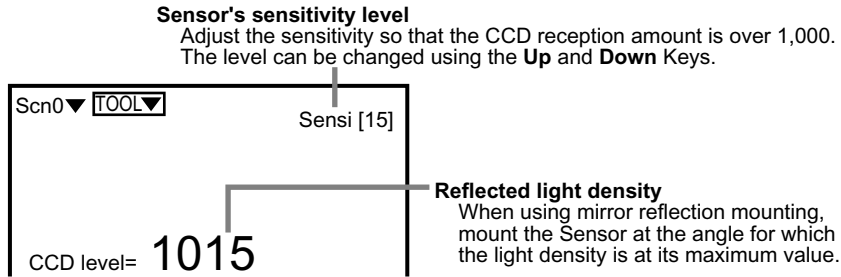 Sensor's sensitivity level
Adjust the sensitivity so that the CCD reception amount is over 1,000.
The level can be changed using the Up and Down Keys.
Scn0▼ TOOL▼
Sensi [15]
Reflected light density
When using mirror reflection mounting,
mount the Sensor at the angle for which
the light density is at its maximum value.
CCD level= 1015